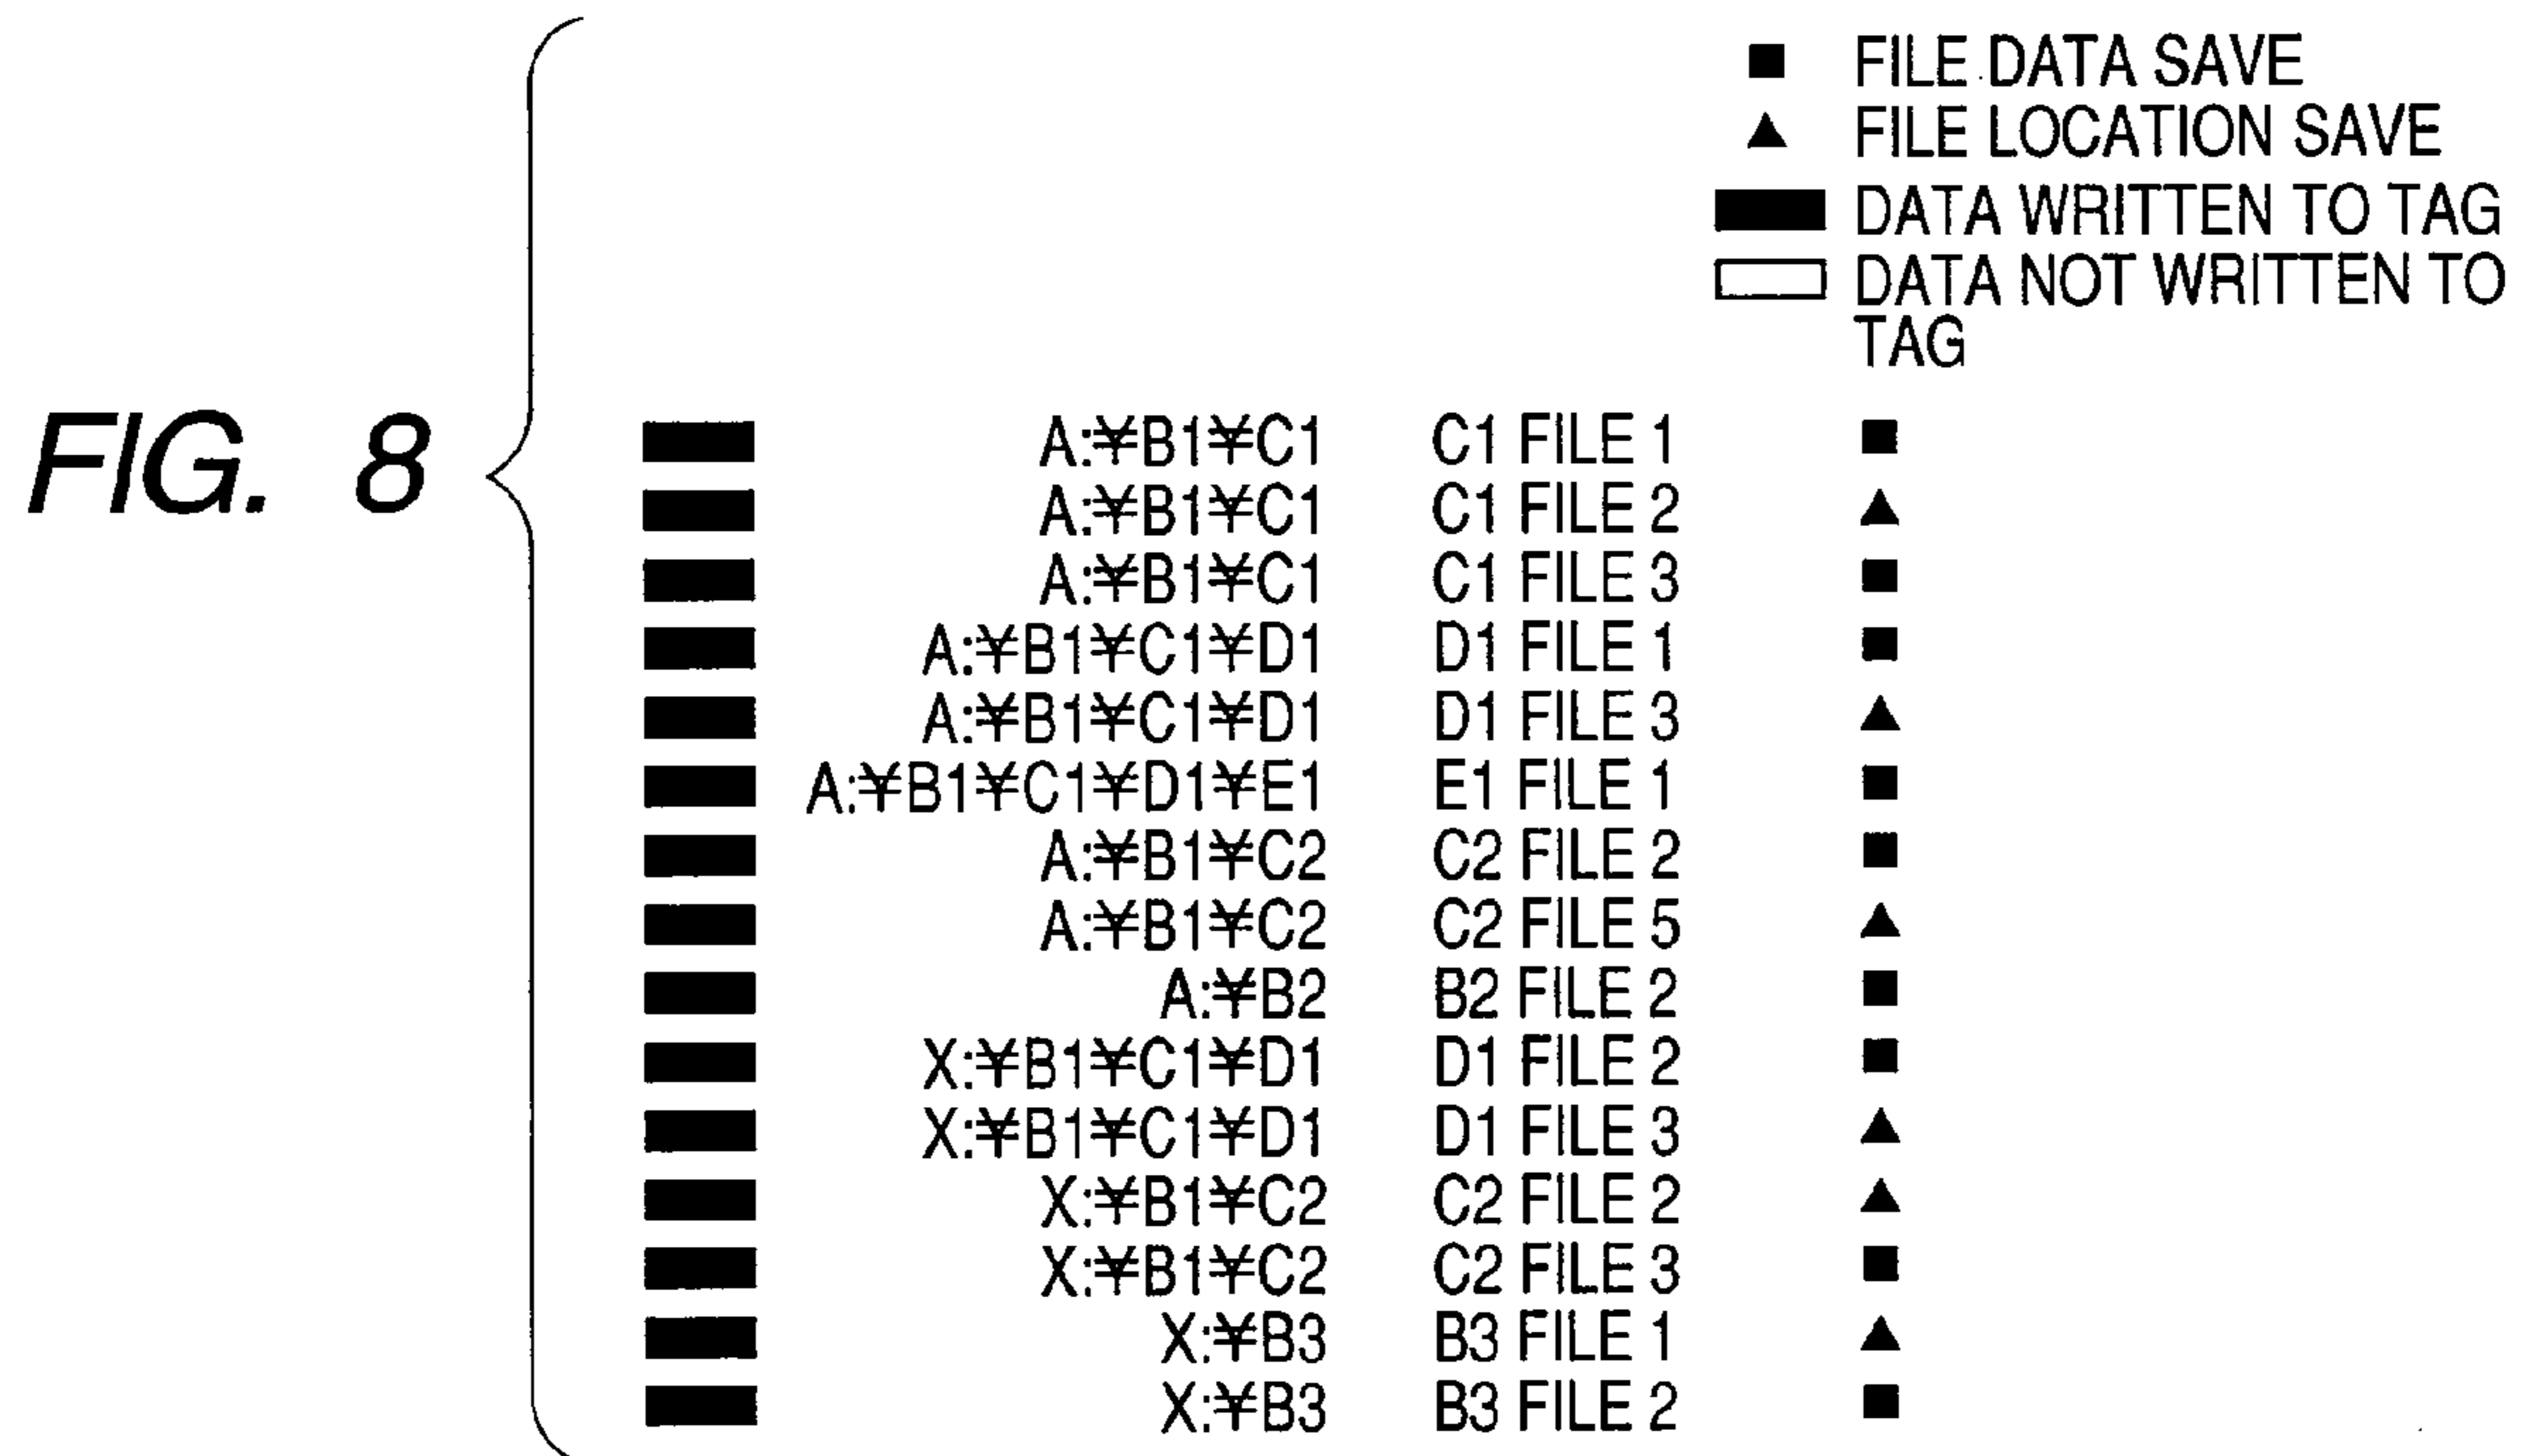 ■ FILE DATA SAVE
▲ FILE LOCATION SAVE
DATA WRITTEN TO TAG
DATA NOT WRITTEN TO
TAG
FIG. 8
A:¥B1¥C1 C1 FILE 1 ■
A:¥B1¥C1 C1 FILE 2 ▲
A:¥B1¥C1 C1 FILE 3 ■
A:¥B1¥C1¥D1 D1 FILE 1 ■
A:¥B1¥C1¥D1 D1 FILE 3 ▲
A:¥B1¥C1¥D1¥E1 E1 FILE 1 ■
A:¥B1¥C2 C2 FILE 2 ■
A:¥B1¥C2 C2 FILE 5 ▲
A:¥B2 B2 FILE 2 ■
X:¥B1¥C1¥D1 D1 FILE 2 ■
X:¥B1¥C1¥D1 D1 FILE 3 ▲
X:¥B1¥C2 C2 FILE 2 ▲
X:¥B1¥C2 C2 FILE 3 ■
X:¥B3 B3 FILE 1 ▲
X:¥B3 B3 FILE 2 ■